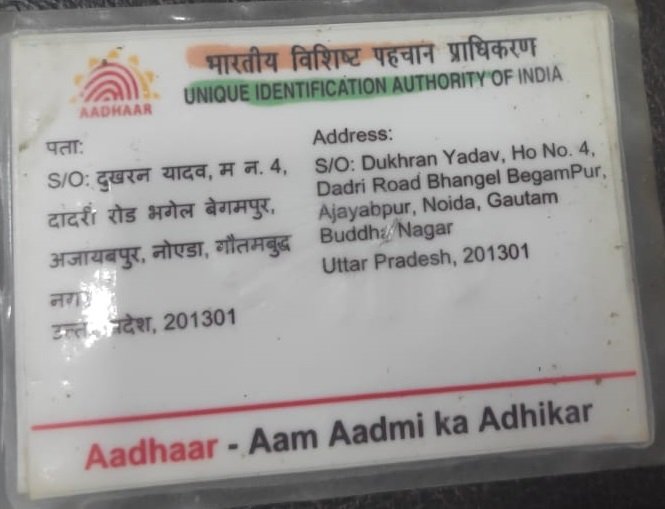 भारतीय विशिष्ट पहचान प्राधिकरण
UNIQUE IDENTIFICATION AUTHORITY OF INDIA
AADHAAR
पता:
S/O: दुखरन यादव, म न. 4,
दादरी रोड भगेल बेगमपुर,
अजायबपुर, नोएडा, गौतमबुद्ध
201301
Address:
S/O: Dukhran Yadav, Ho No. 4,
Dadri Road Bhangel BegamPur,
Ajayabpur, Noida, Gautam
Buddha Nagar
Uttar Pradesh, 201301
Aadhaar - Aam Aadmi ka Adhikar